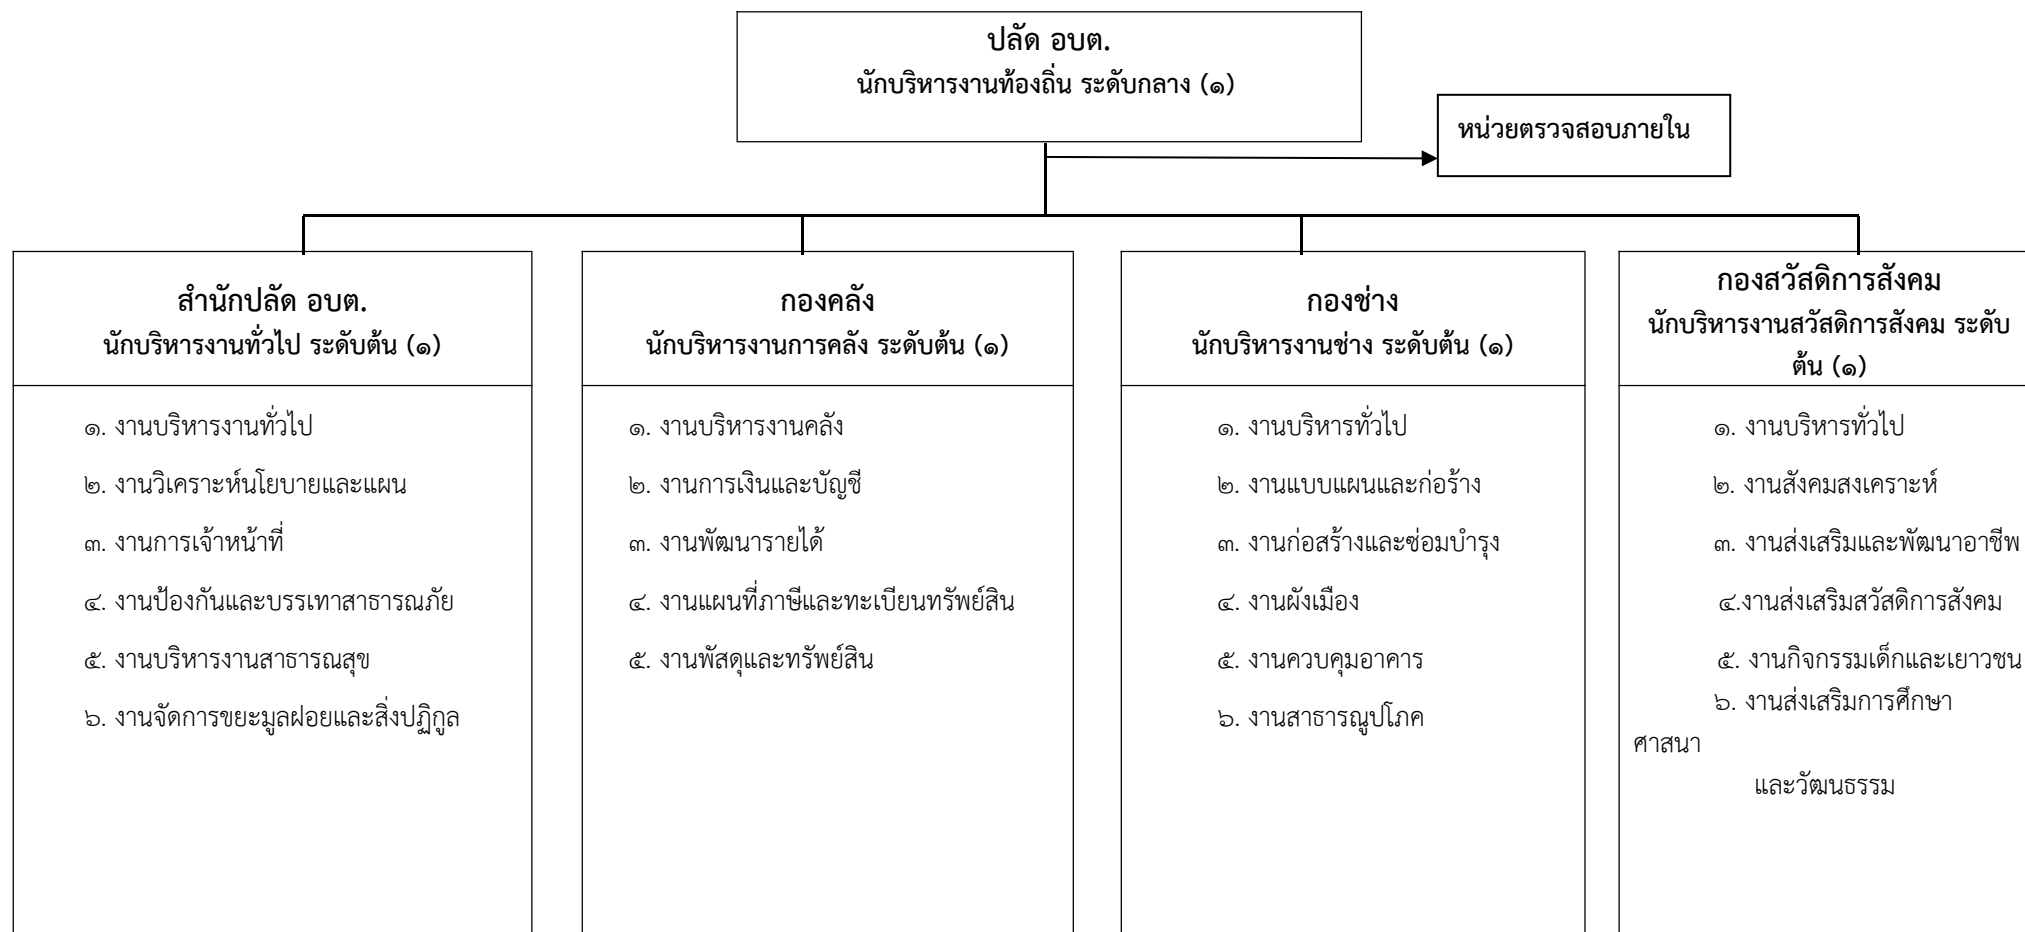 ปลัด อบต.
นักบริหารงานท้องถิ่น ระดับกลาง (๑)
หน่วยตรวจสอบภายใน
สำนักปลัด อบต.
นักบริหารงานทั่วไป ระดับต้น (๑)
๑. งานบริหารงานทั่วไป
๒. งานวิเคราะห์นโยบายและแผน
๓. งานการเจ้าหน้าที่
๔. งานป้องกันและบรรเทาสาธารณภัย
๕. งานบริหารงานสาธารณสุข
๖. งานจัดการขยะมูลฝอยและสิ่งปฏิกูล
กองคลัง
นักบริหารงานการคลัง ระดับต้น (๑)
๑. งานบริหารงานคลัง
๒. งานการเงินและบัญชี
๓. งานพัฒนารายได้
๔. งานแผนที่ภาษีและทะเบียนทรัพย์สิน
๕. งานพัสดุและทรัพย์สิน
กองช่าง
นักบริหารงานช่าง ระดับต้น (๑)
๑. งานบริหารทั่วไป
๒. งานแบบแผนและก่อร้าง
๓. งานก่อสร้างและซ่อมบำรุง
๔. งานผังเมือง
๕. งานควบคุมอาคาร
๖. งานสาธารณูปโภค
กองสวัสดิการสังคม
นักบริหารงานสวัสดิการสังคม ระดับ
ต้น (๑)
๑. งานบริหารทั่วไป
๒. งานสังคมสงเคราะห์
๓. งานส่งเสริมและพัฒนาอาชีพ
๔.งานส่งเสริมสวัสดิการสังคม
๕. งานกิจกรรมเด็กและเยาวชน
๖. งานส่งเสริมการศึกษา
ศาสนา
และวัฒนธรรม